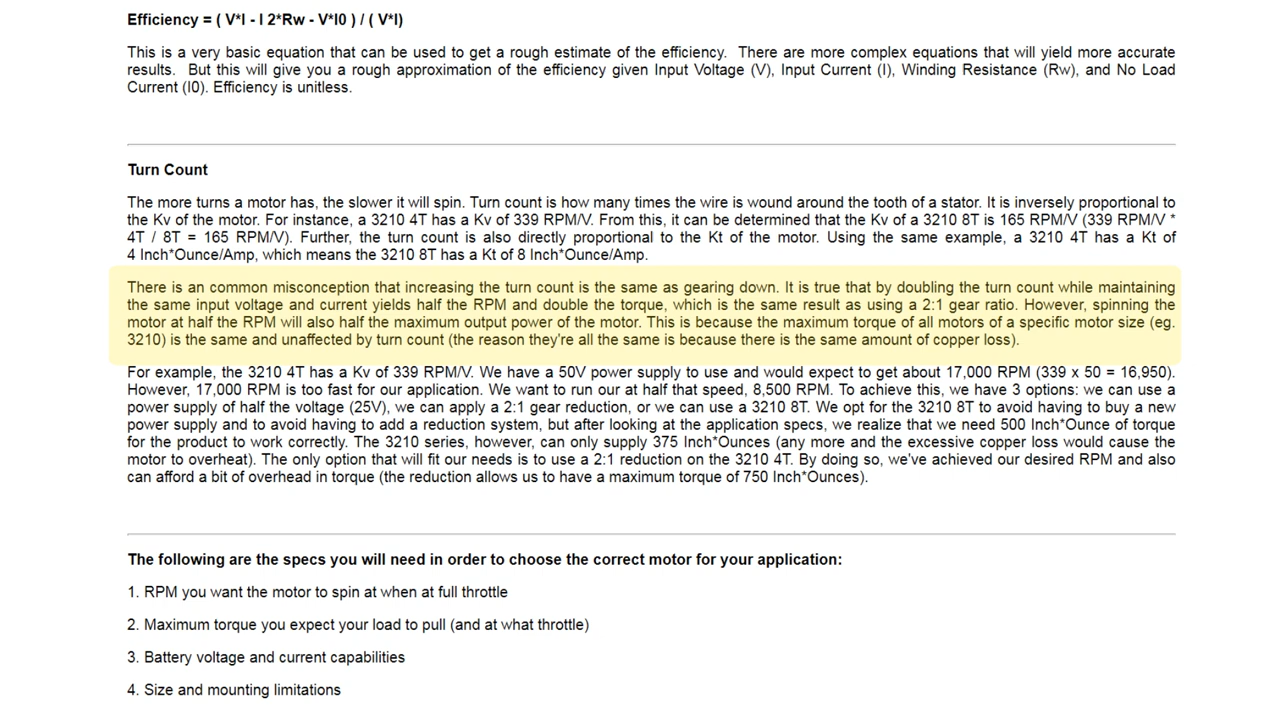 Efficiency = ( V*I - I 2*Rw - V*I0 ) / ( V*I)
This is a very basic equation that can be used to get a rough estimate of the efficiency. There are more complex equations that will yield more accurate
results. But this will give you a rough approximation of the efficiency given Input Voltage (V), Input Current (I), Winding Resistance (Rw), and No Load
Current (I0). Efficiency is unitless.
Turn Count
The more turns a motor has, the slower it will spin. Turn count is how many times the wire is wound around the tooth of a stator. It is inversely proportional to
the Kv of the motor. For instance, a 3210 4T has a Kv of 339 RPM/V. From this, it can be determined that the Kv of a 3210 8T is 165 RPM/V (339 RPM/V *
4T / 8T = 165 RPM/V). Further, the turn count is also directly proportional to the Kt of the motor. Using the same example, a 3210 4T has a Kt of
4 Inch*Ounce/Amp, which means the 3210 8T has a Kt of 8 Inch*Ounce/Amp.
There is an common misconception that increasing the turn count is the same as gearing down. It is true that by doubling the turn count while maintaining
the same input voltage and current yields half the RPM and double the torque, which is the same result as using a 2:1 gear ratio. However, spinning the
motor at half the RPM will also half the maximum output power of the motor. This is because the maximum torque of all motors of a specific motor size (eg.
3210) is the same and unaffected by turn count (the reason they're all the same is because there is the same amount of copper loss).
For example, the 3210 4T has a Kv of 339 RPM/V. We have a 50V power supply to use and would expect to get about 17,000 RPM (339 x 50 = 16,950).
However, 17,000 RPM is too fast for our application. We want to run our at half that speed, 8,500 RPM. To achieve this, we have 3 options: we can use a
power supply of half the voltage (25V), we can apply a 2:1 gear reduction, or we can use a 3210 8T. We opt for the 3210 8T to avoid having to buy a new
power supply and to avoid having to add a reduction system, but after looking at the application specs, we realize that we need 500 Inch*Ounce of torque
for the product to work correctly. The 3210 series, however, can only supply 375 Inch*Ounces (any more and the excessive copper loss would cause the
motor to overheat). The only option that will fit our needs is to use a 2:1 reduction on the 3210 4T. By doing so, we've achieved our desired RPM and also
can afford a bit of overhead in torque (the reduction allows us to have a maximum torque of 750 Inch*Ounces).
The following are the specs you will need in order to choose the correct motor for your application:
1. RPM you want the motor to spin at when at full throttle
2. Maximum torque you expect your load to pull (and at what throttle)
3. Battery voltage and current capabilities
4. Size and mounting limitations